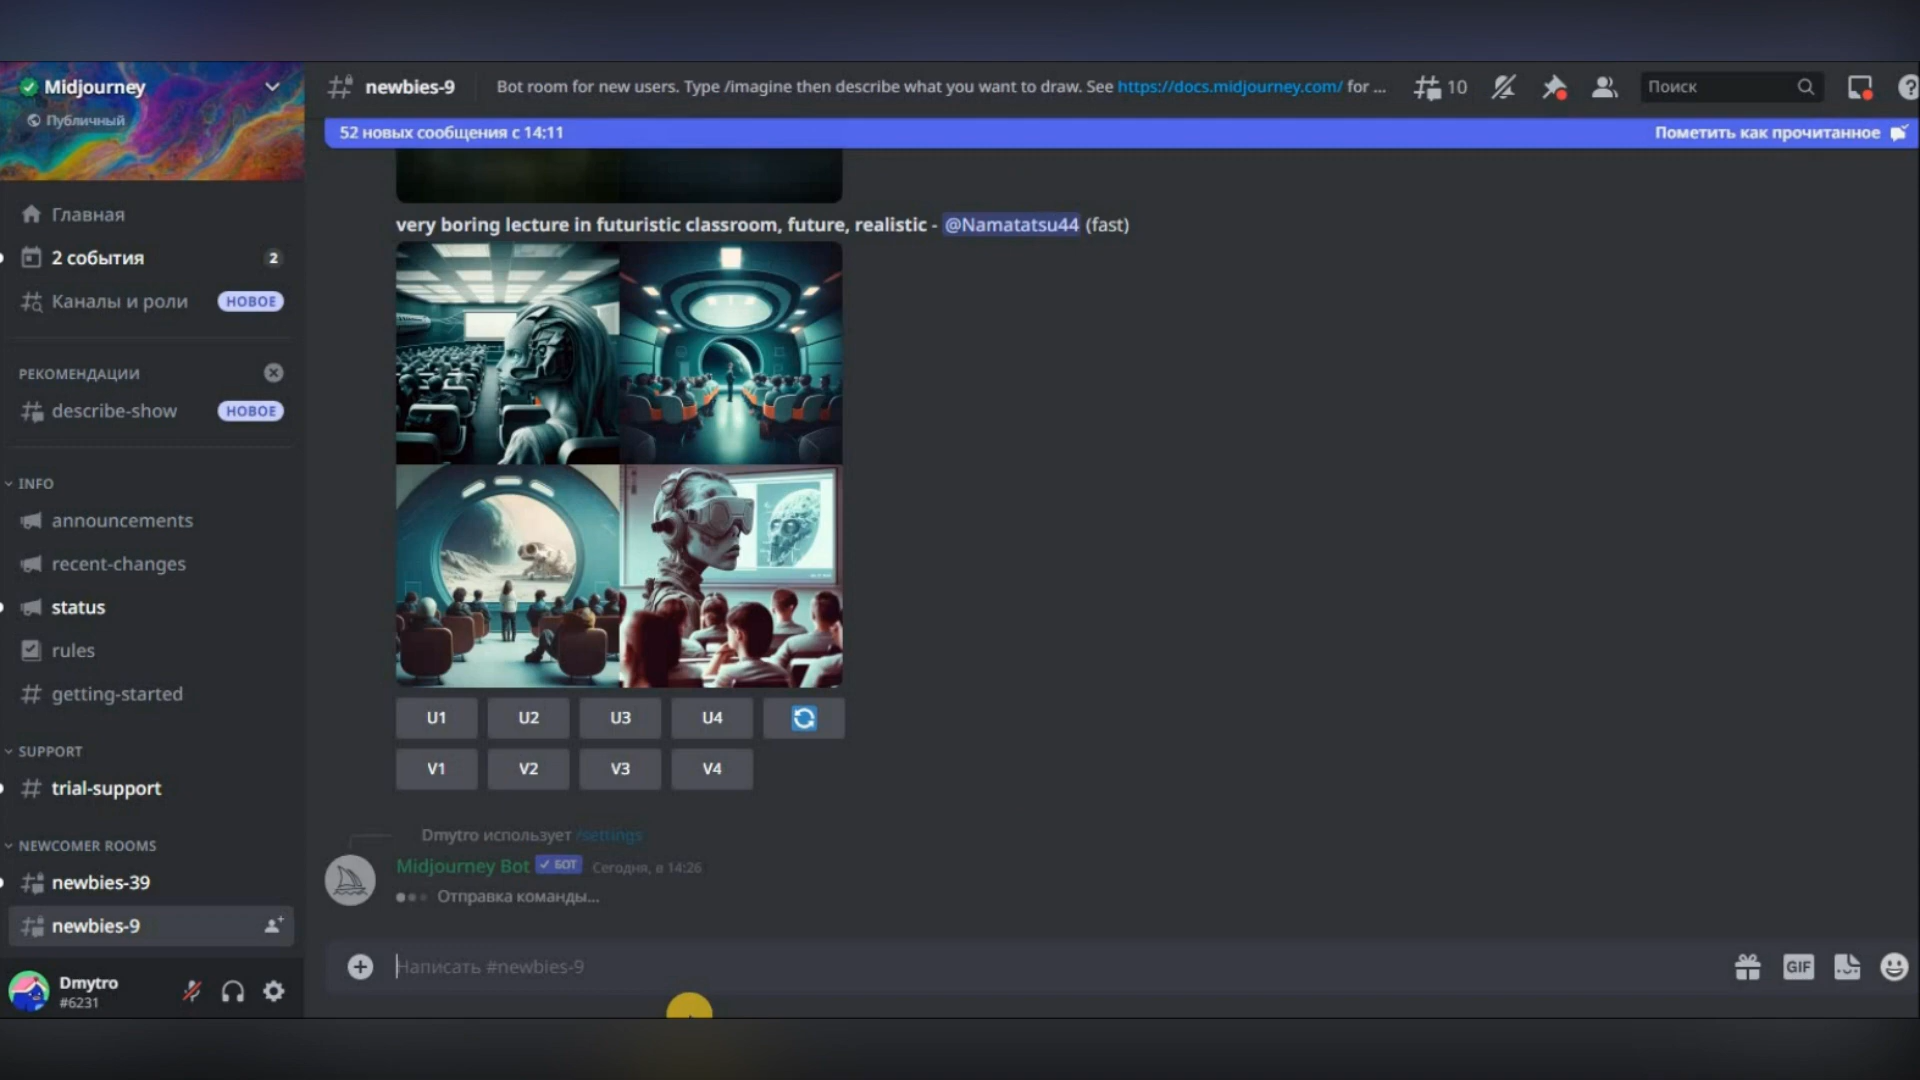 Midjourney
Публичный
Главная
2 события
2
Каналы и роли
НОВОЕ
РЕКОМЕНДАЦИИ
describe-show
НОВОЕ
INFO
announcements
recent-changes
status
rules
getting-started
SUPPORT
trial-support
NEWCOMER ROOMS
newbies-39
newbies-9
Dmytro
#6231
newbies-9
Bot room for new users. Type /imagine then describe what you want to draw. See https://docs.midjourney.com/ for ...
10
Поиск
52 новых сообщения с 14:11
Пометить как прочитанное
very boring lecture in futuristic classroom, future, realistic - @Namatatsu44 (fast)
U1 U2 U3 U4
V1 V2 V3 V4
Dmytro использует /settings
Midjourney Bot БОТ Сегодня, в 14:26
Отправка команды...
Написать #newbies-9
GIF